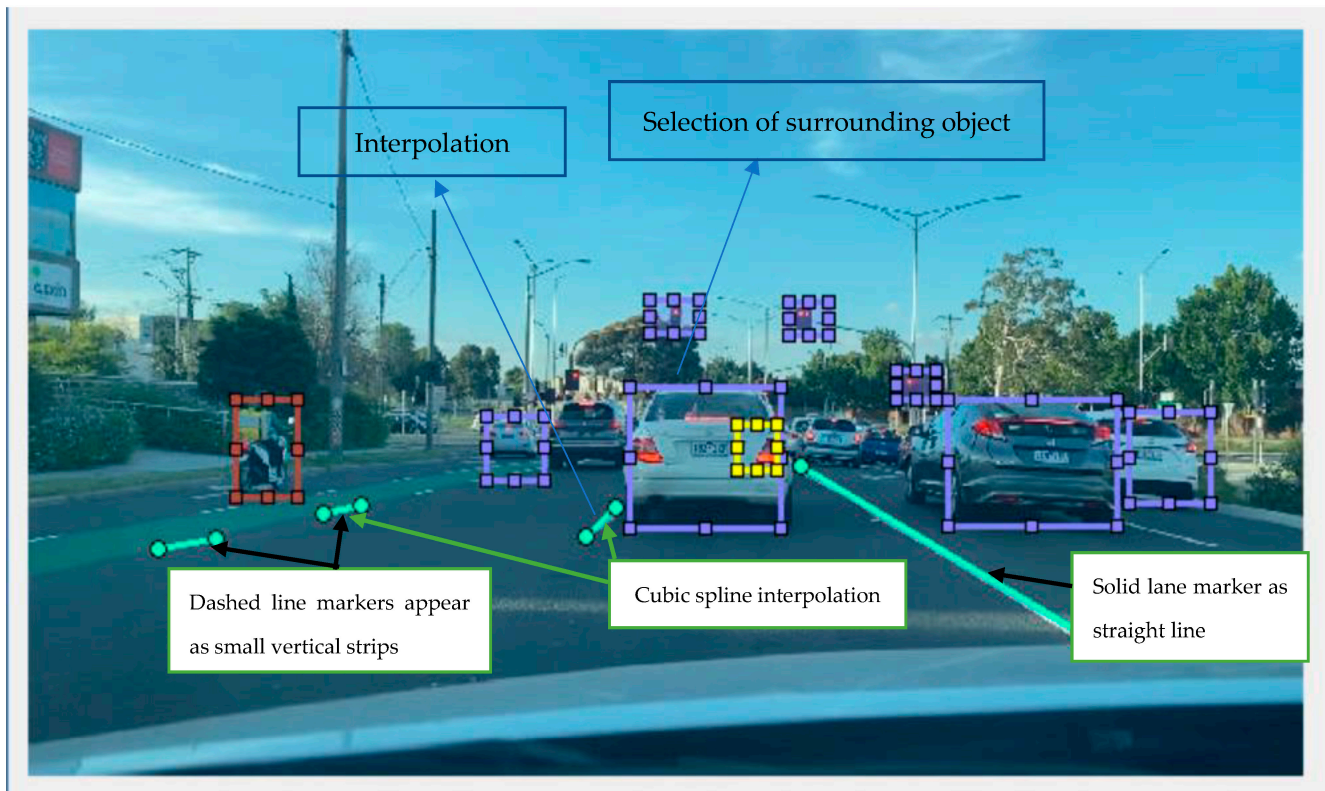 Selection of surrounding object
Interpolation
Dashed line markers appear
as small vertical strips
Cubic spline interpolation
Solid lane marker as
straight line